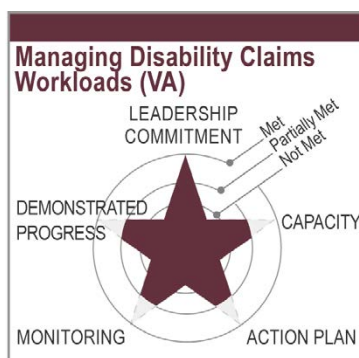 Managing Disability Claims
Workloads (VA)
LEADERSHIP
COMMITMENT
Met
Partially Met
Not Met
DEMONSTRATED
PROGRESS
CAPACITY
MONITORING
ACTION PLAN